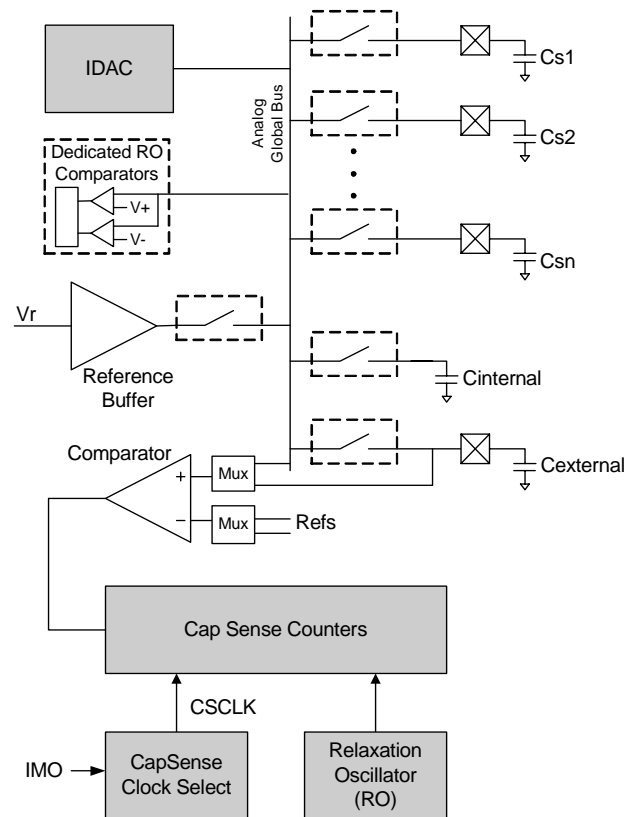 IDAC
Analog
Global Bus
Cs1
Cs2
Dedicated RO
Comparators
V+
V-
Csn
Vr
Reference
Buffer
Cinternal
Comparator
+
Mux
Cexternal
−
Mux
Refs
Cap Sense Counters
CSCLK
IMO
CapSense
Clock Select
Relaxation
Oscillator
(RO)